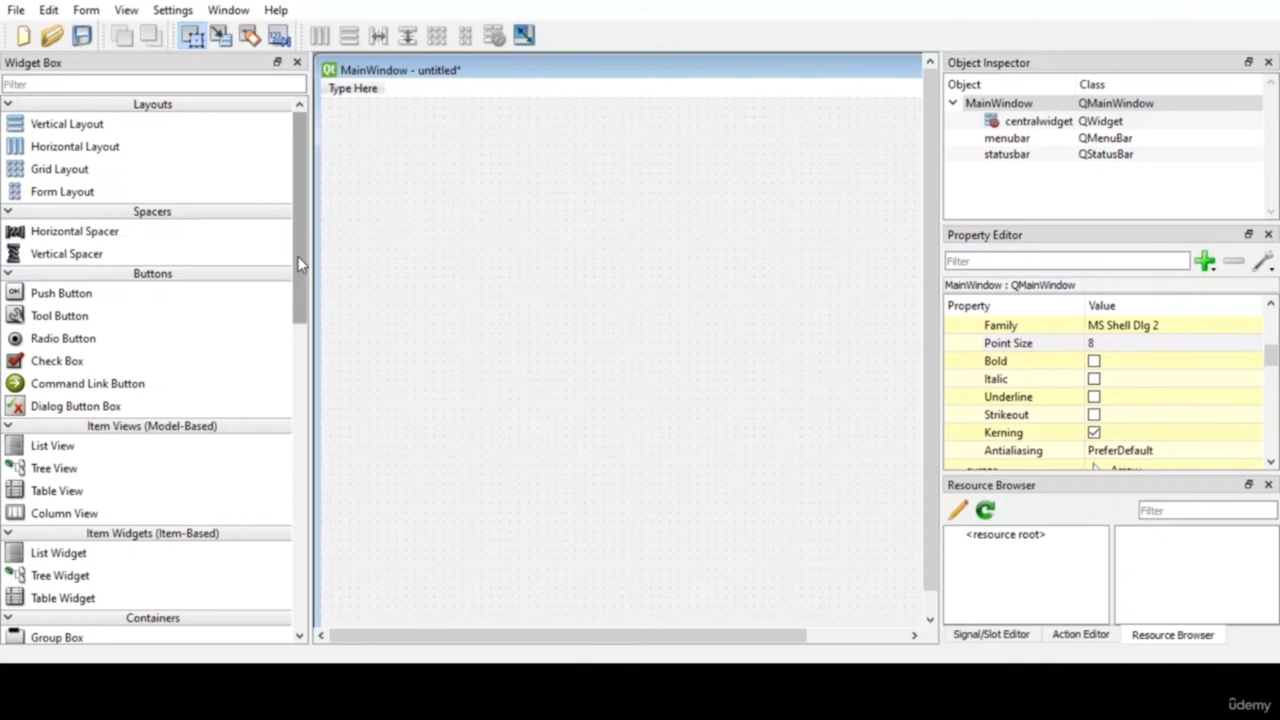 File Edit Form View Settings Window Help
Widget Box
Filter
Layouts
Vertical Layout
Horizontal Layout
Grid Layout
Form Layout
Spacers
Horizontal Spacer
Vertical Spacer
Buttons
OK Push Button
Tool Button
Radio Button
Check Box
Command Link Button
Dialog Button Box
Item Views (Model-Based)
List View
Tree View
Table View
Column View
Item Widgets (Item-Based)
List Widget
Tree Widget
Table Widget
Containers
Group Box
Qt MainWindow - untitled*
Type Here
Object Inspector
Object Class
MainWindow QMainWindow
centralwidget QWidget
menubar QMenuBar
statusbar QStatusBar
Property Editor
Filter
MainWindow : QMainWindow
Property Value
Family MS Shell Dlg 2
Point Size 8
Bold
Italic
Underline
Strikeout
Kerning
Antialiasing PreferDefault
Resource Browser
Filter
<resource root>
Signal/Slot Editor Action Editor Resource Browser
ûdemy